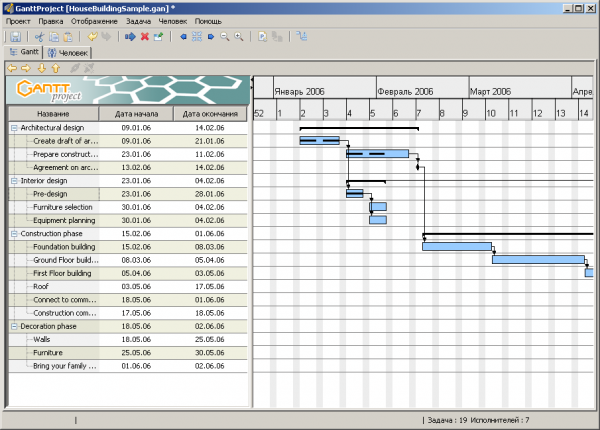 GanttProject [HouseBuildingSample.gan] *
Проект Правка Отображение Задача Человек Помощь
Gantt Человек
GANTT
project
Январь 2006 Февраль 2006 Март 2006 Апре
Название Дата начала Дата окончания 52 1 2 3 4 5 6 7 8 9 10 11 12 13 14
Architectural design 09.01.06 14.02.06
Create draft of ar... 09.01.06 21.01.06
Prepare construct... 23.01.06 11.02.06
Agreement on arc... 13.02.06 14.02.06
Interior design 23.01.06 04.02.06
Pre-design 23.01.06 28.01.06
Furniture selection 30.01.06 04.02.06
Equipment planning 30.01.06 04.02.06
Construction phase 15.02.06 01.06.06
Foundation building 15.02.06 08.03.06
Ground Floor build... 08.03.06 05.04.06
First Floor building 05.04.06 03.05.06
Roof 03.05.06 17.05.06
Connect to comm... 18.05.06 01.06.06
Construction com... 17.05.06 18.05.06
Decoration phase 18.05.06 02.06.06
Walls 18.05.06 25.05.06
Furniture 25.05.06 30.05.06
Bring your family ... 01.06.06 02.06.06
Задача : 19 Исполнителей : 7